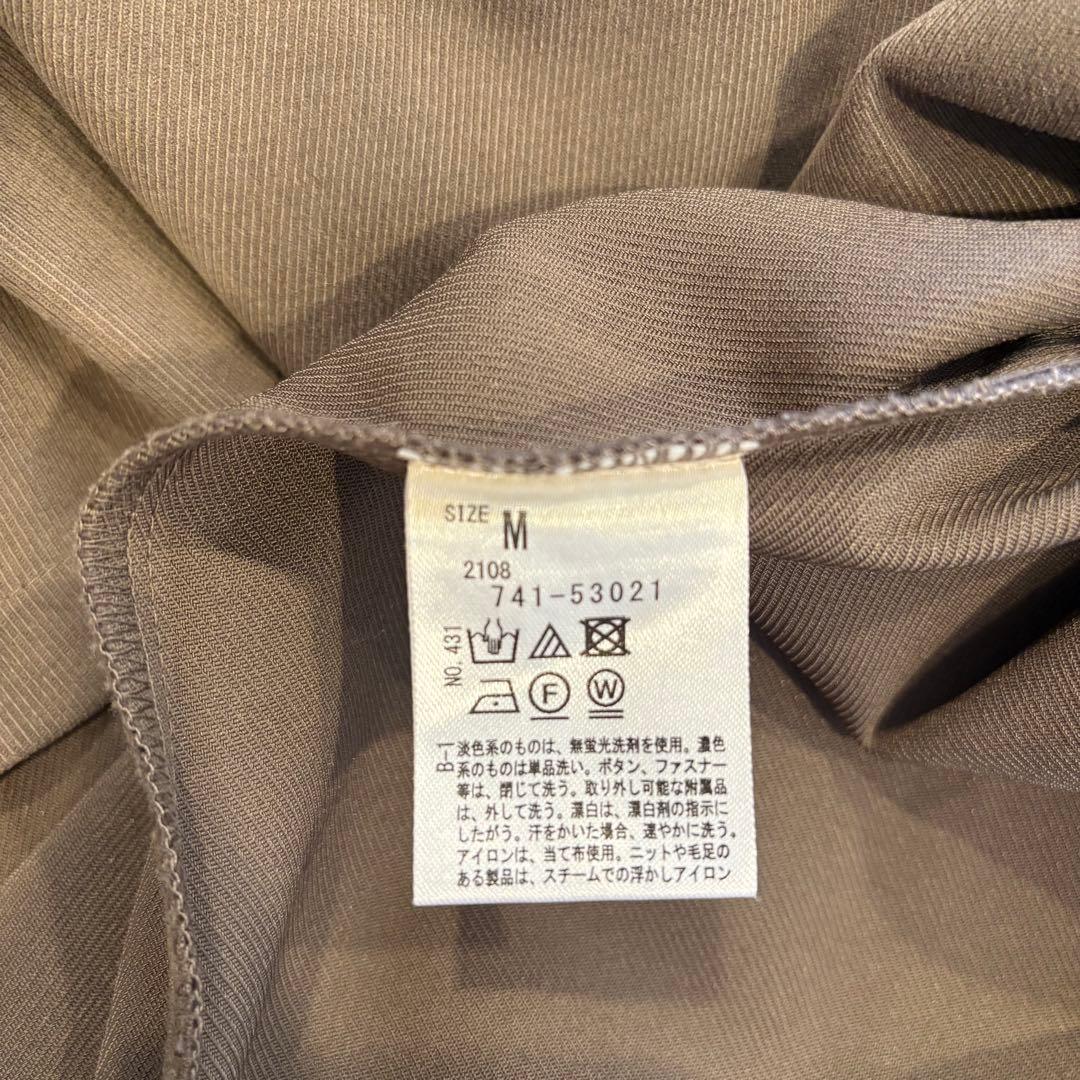 SIZE M
2108
741-53021
NO. 431
F W
B-1
淡色系のものは、無蛍光洗剤を使用。濃色
系のものは単品洗い。ボタン、ファスナー
等は、閉じて洗う。取り外し可能な附属品
は、外して洗う。漂白は、漂白剤の指示に
したがう。汗をかいた場合、速やかに洗う。
アイロンは、当て布使用。ニットや毛足の
ある製品は、スチームでの浮かしアイロン